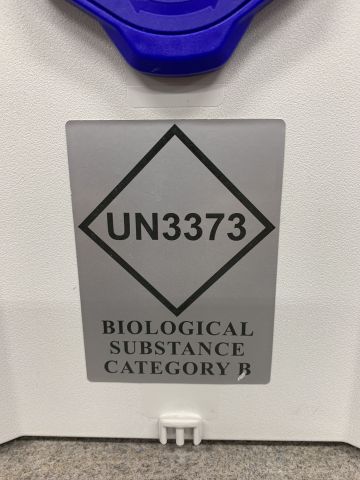 UN3373
BIOLOGICAL
SUBSTANCE
CATEGORY B